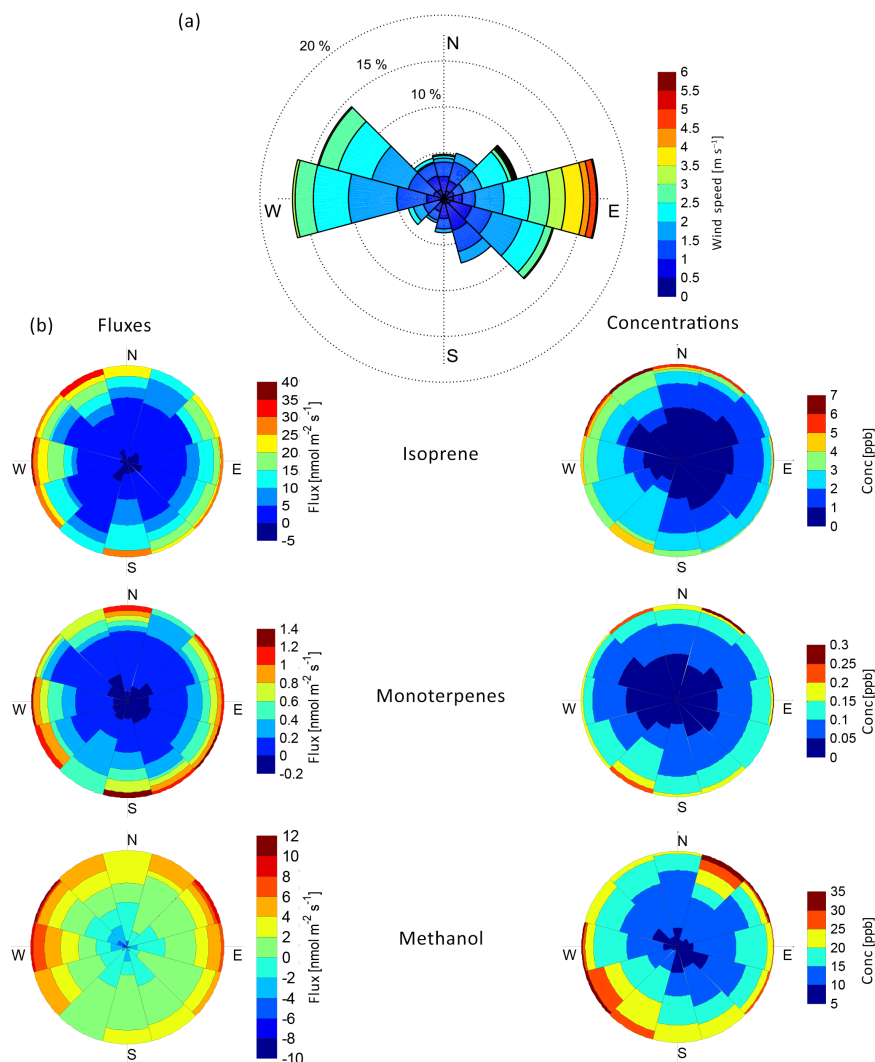 (a)
N
20 %
15 %
10 %
W
E
S
6
5.5
5
4.5
4
3.5
3
2.5
2
1.5
1
0.5
0
Wind speed [m s⁻¹]
(b)
Fluxes
Concentrations
N
W
E
S
40
35
30
25
20
15
10
5
0
-5
Flux [nmol m⁻² s⁻¹]
Isoprene
N
W
E
S
7
6
5
4
3
2
1
0
Conc [ppb]
N
W
E
S
1.4
1.2
1
0.8
0.6
0.4
0.2
0
-0.2
Flux [nmol m⁻² s⁻¹]
Monoterpenes
N
W
E
S
0.3
0.25
0.2
0.15
0.1
0.05
0
Conc [ppb]
N
W
E
S
12
10
8
6
4
2
0
-2
-4
-6
-8
-10
Flux [nmol m⁻² s⁻¹]
Methanol
N
W
E
S
35
30
25
20
15
10
5
Conc [ppb]